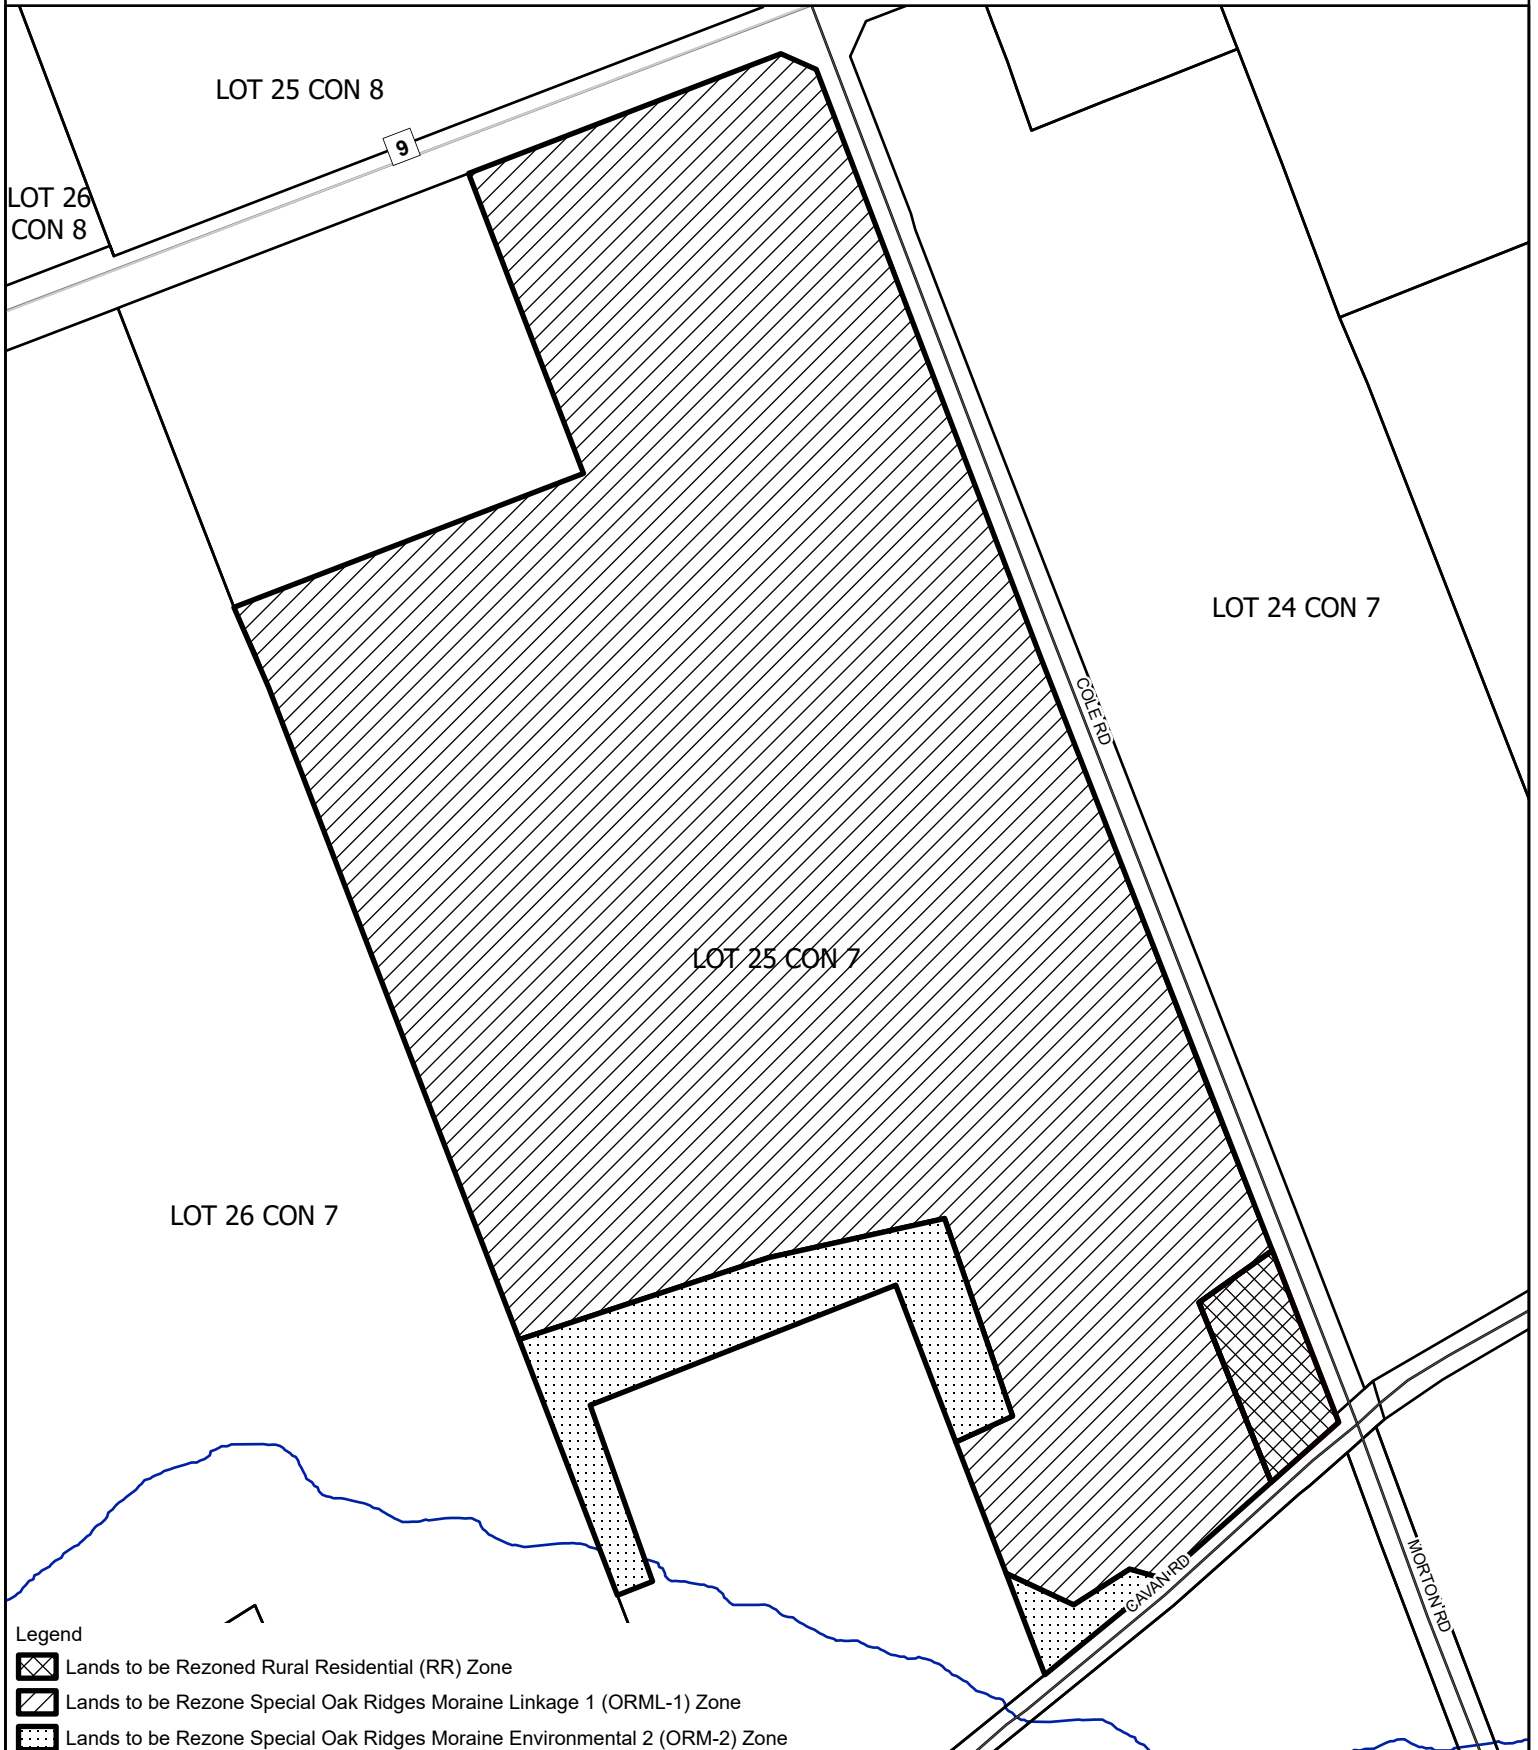 LOT 25 CON 8
9
LOT 26
CON 8
LOT 24 CON 7
COLE RD
LOT 25 CON 7
LOT 26 CON 7
CAVAN RD
MORTON RD
Legend
Lands to be Rezoned Rural Residential (RR) Zone
Lands to be Rezone Special Oak Ridges Moraine Linkage 1 (ORML-1) Zone
Lands to be Rezone Special Oak Ridges Moraine Environmental 2 (ORM-2) Zone